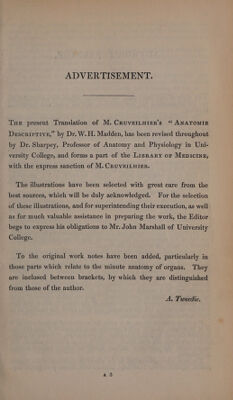 ADVERTISEMENT.
THE present Translation of M. CRUVEILHIER'S "ANATOMIE
DESCRIPTIVE," by Dr. W. H. Madden, has been revised throughout
by Dr. Sharpey, Professor of Anatomy and Physiology in Uni-
versity College, and forms a part of the LIBRARY OF MEDICINE,
with the express sanction of M. CRUVEILHIER.
The illustrations have been selected with great care from the
best sources, which will be duly acknowledged. For the selection
of these illustrations, and for superintending their execution, as well
as for much valuable assistance in preparing the work, the Editor
begs to express his obligations to Mr. John Marshall of University
College.
To the original work notes have been added, particularly in
those parts which relate to the minute anatomy of organs. They
are inclosed between brackets, by which they are distinguished
from those of the author.
A. Tweedie.
A 3